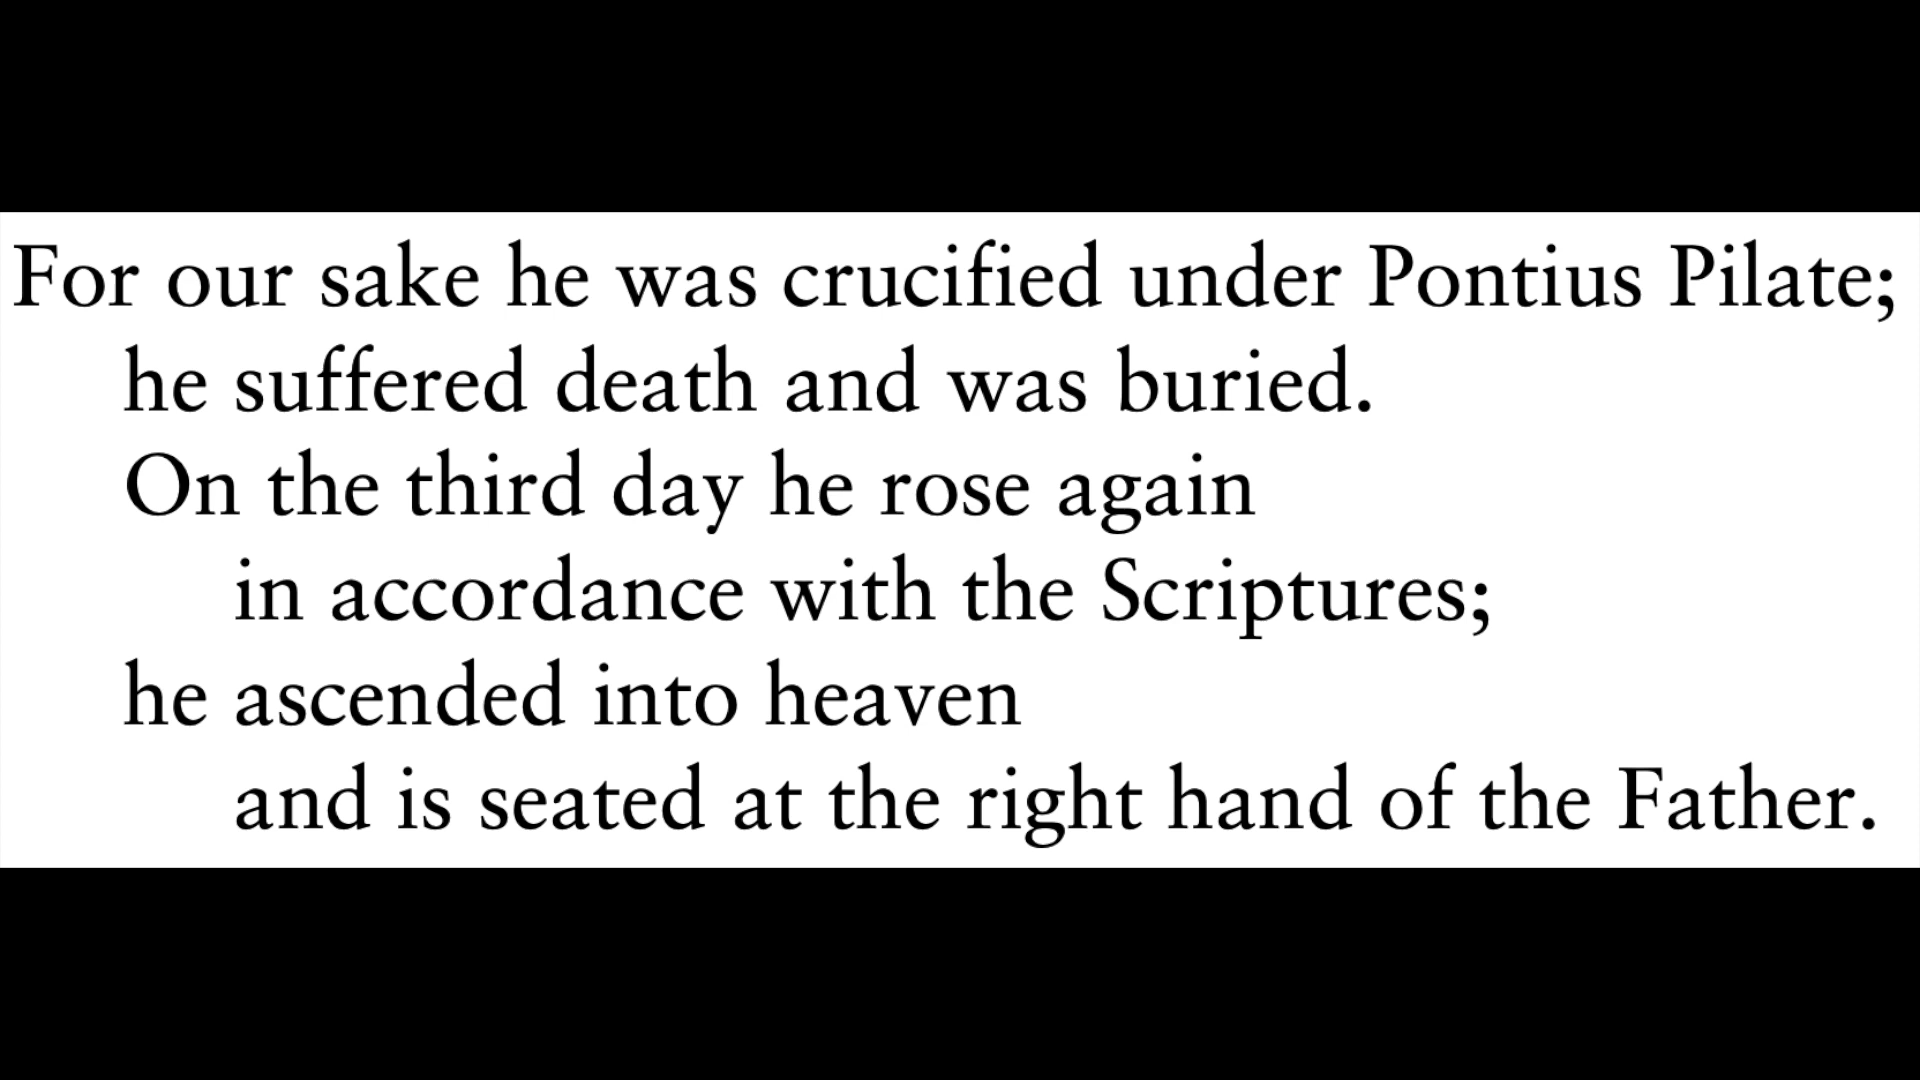 For our sake he was crucified under Pontius Pilate;
he suffered death and was buried.
On the third day he rose again
in accordance with the Scriptures;
he ascended into heaven
and is seated at the right hand of the Father.